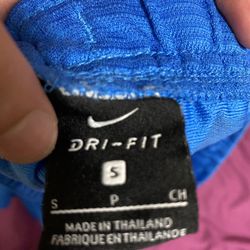 DRI-FIT
S
S P CH
MADE IN THAILAND
FABRIQUE EN THAILANDE